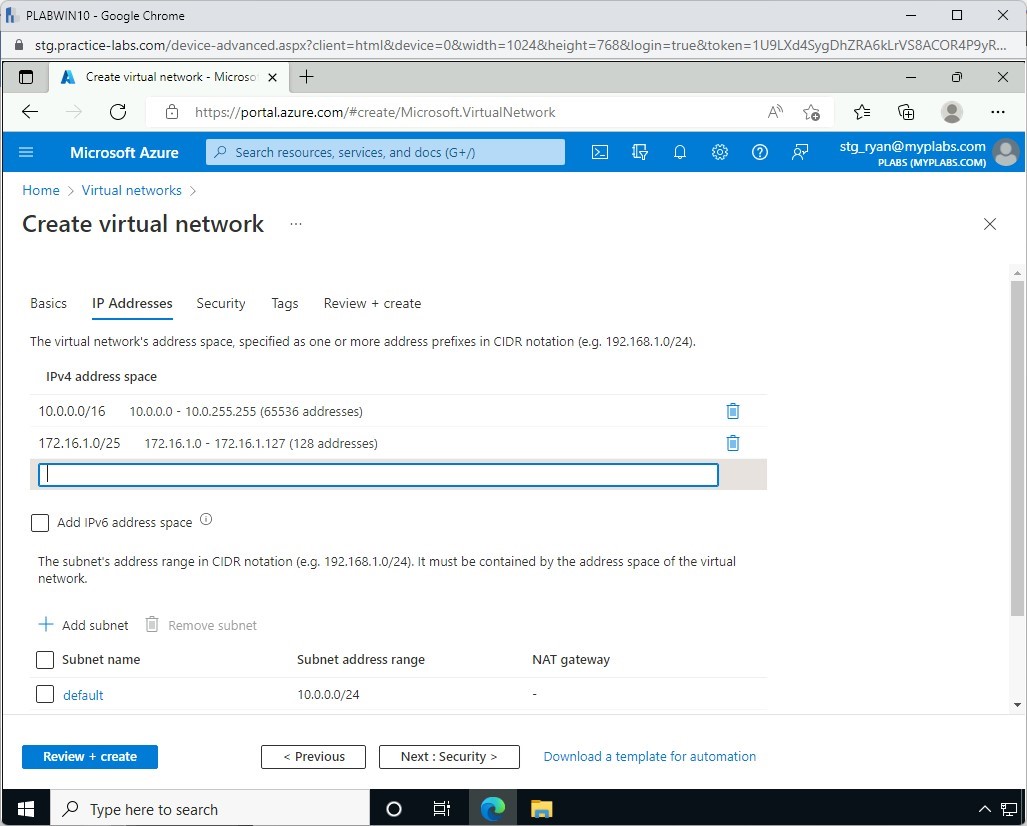 PLABWIN10 - Google Chrome
stg.practice-labs.com/device-advanced.aspx?client=html&device=0&width=1024&height=768&login=true&token=1U9LXd4SygDhZRA6kLrVS8ACOR4P9yR...
Create virtual network - Microso
https://portal.azure.com/#create/Microsoft.VirtualNetwork
Microsoft Azure
Search resources, services, and docs (G+/)
stg_ryan@myplabs.com
PLABS (MYPLABS.COM)
Home > Virtual networks >
Create virtual network ...
Basics IP Addresses Security Tags Review + create
The virtual network's address space, specified as one or more address prefixes in CIDR notation (e.g. 192.168.1.0/24).
IPv4 address space
10.0.0.0/16 10.0.0.0 - 10.0.255.255 (65536 addresses)
172.16.1.0/25 172.16.1.0 - 172.16.1.127 (128 addresses)
Add IPv6 address space
The subnet's address range in CIDR notation (e.g. 192.168.1.0/24). It must be contained by the address space of the virtual
network.
+ Add subnet Remove subnet
Subnet name Subnet address range NAT gateway
default 10.0.0.0/24 -
Review + create < Previous Next : Security > Download a template for automation
Type here to search